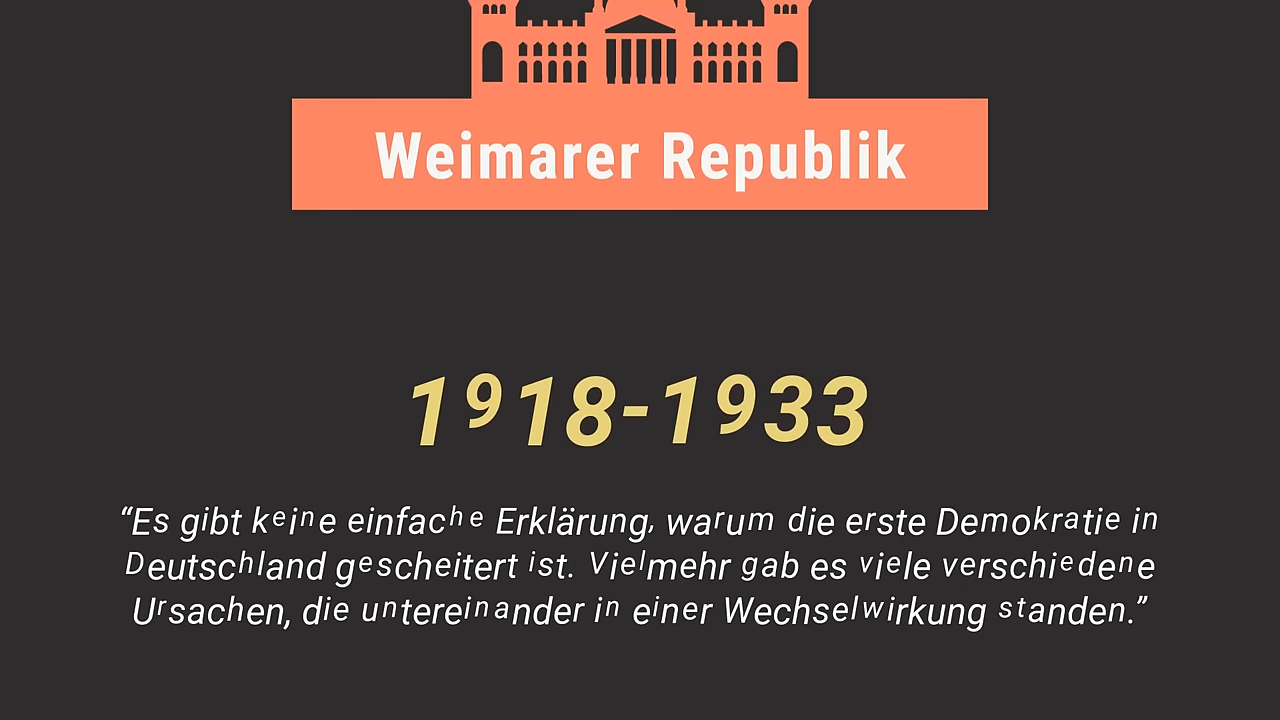 Weimarer Republik
1918-1933
“Es gibt keine einfache Erklärung, warum die erste Demokratie in
Deutschland gescheitert ist. Vielmehr gab es viele verschiedene
Ursachen, die untereinander in einer Wechselwirkung standen.”